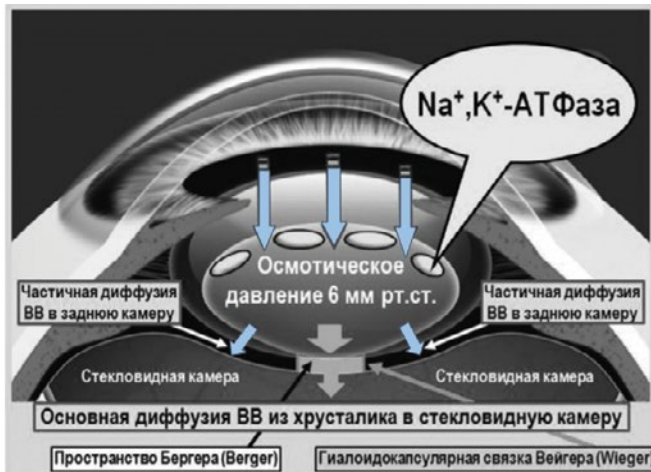 Na⁺,K⁺-АТФаза
Осмотическое
давление 6 мм рт.ст.
Частичная диффузия
ВВ в заднюю камеру
Частичная диффузия
ВВ в заднюю камеру
Стекловидная камера
Стекловидная камера
Основная диффузия ВВ из хрусталика в стекловидную камеру
Пространство Бергера (Berger)
Гиалоидокапсулярная связка Вейгера (Wieger)